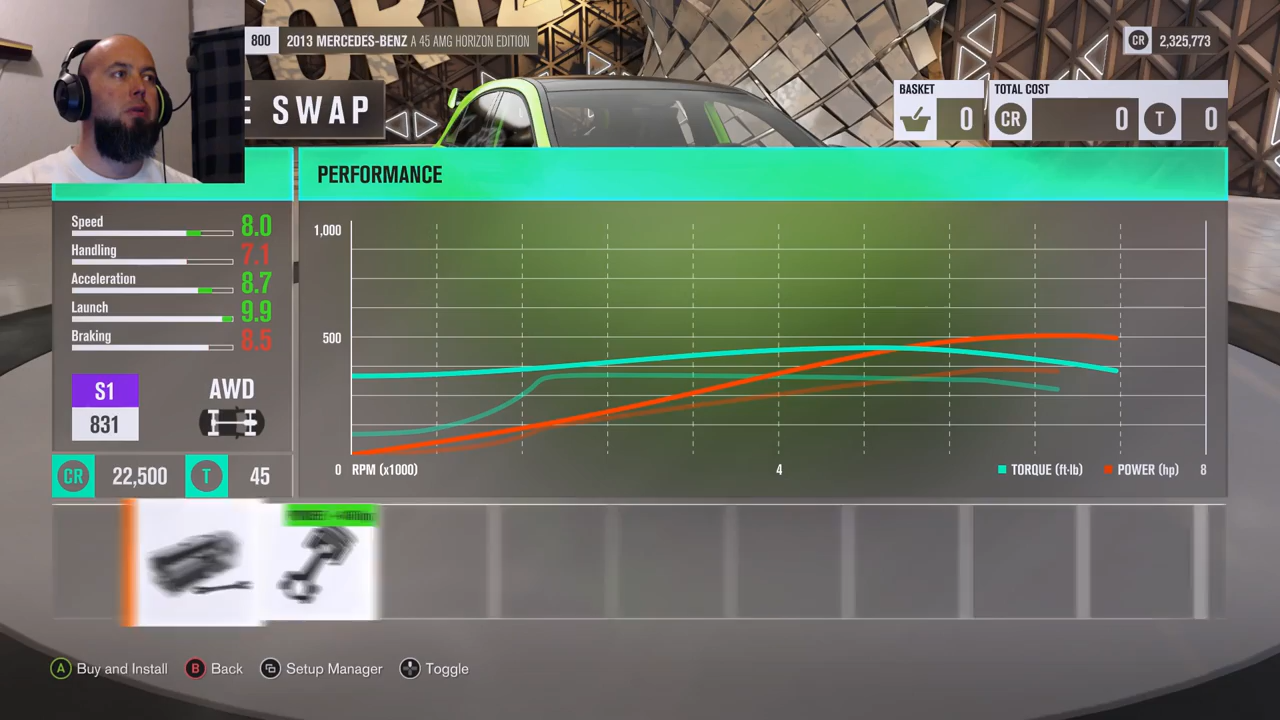 800 2013 MERCEDES-BENZ A 45 AMG HORIZON EDITION
CR 2,325,773
E SWAP
BASKET
0
TOTAL COST
CR 0 T 0
PERFORMANCE
Speed 8.0
Handling 7.1
Acceleration 8.7
Launch 9.9
Braking 8.5
S1
831
AWD
CR 22,500 T 45
1,000
500
0 RPM (x1000) 4 8
TORQUE (ft·lb) POWER (hp)
A Buy and Install B Back Setup Manager Toggle